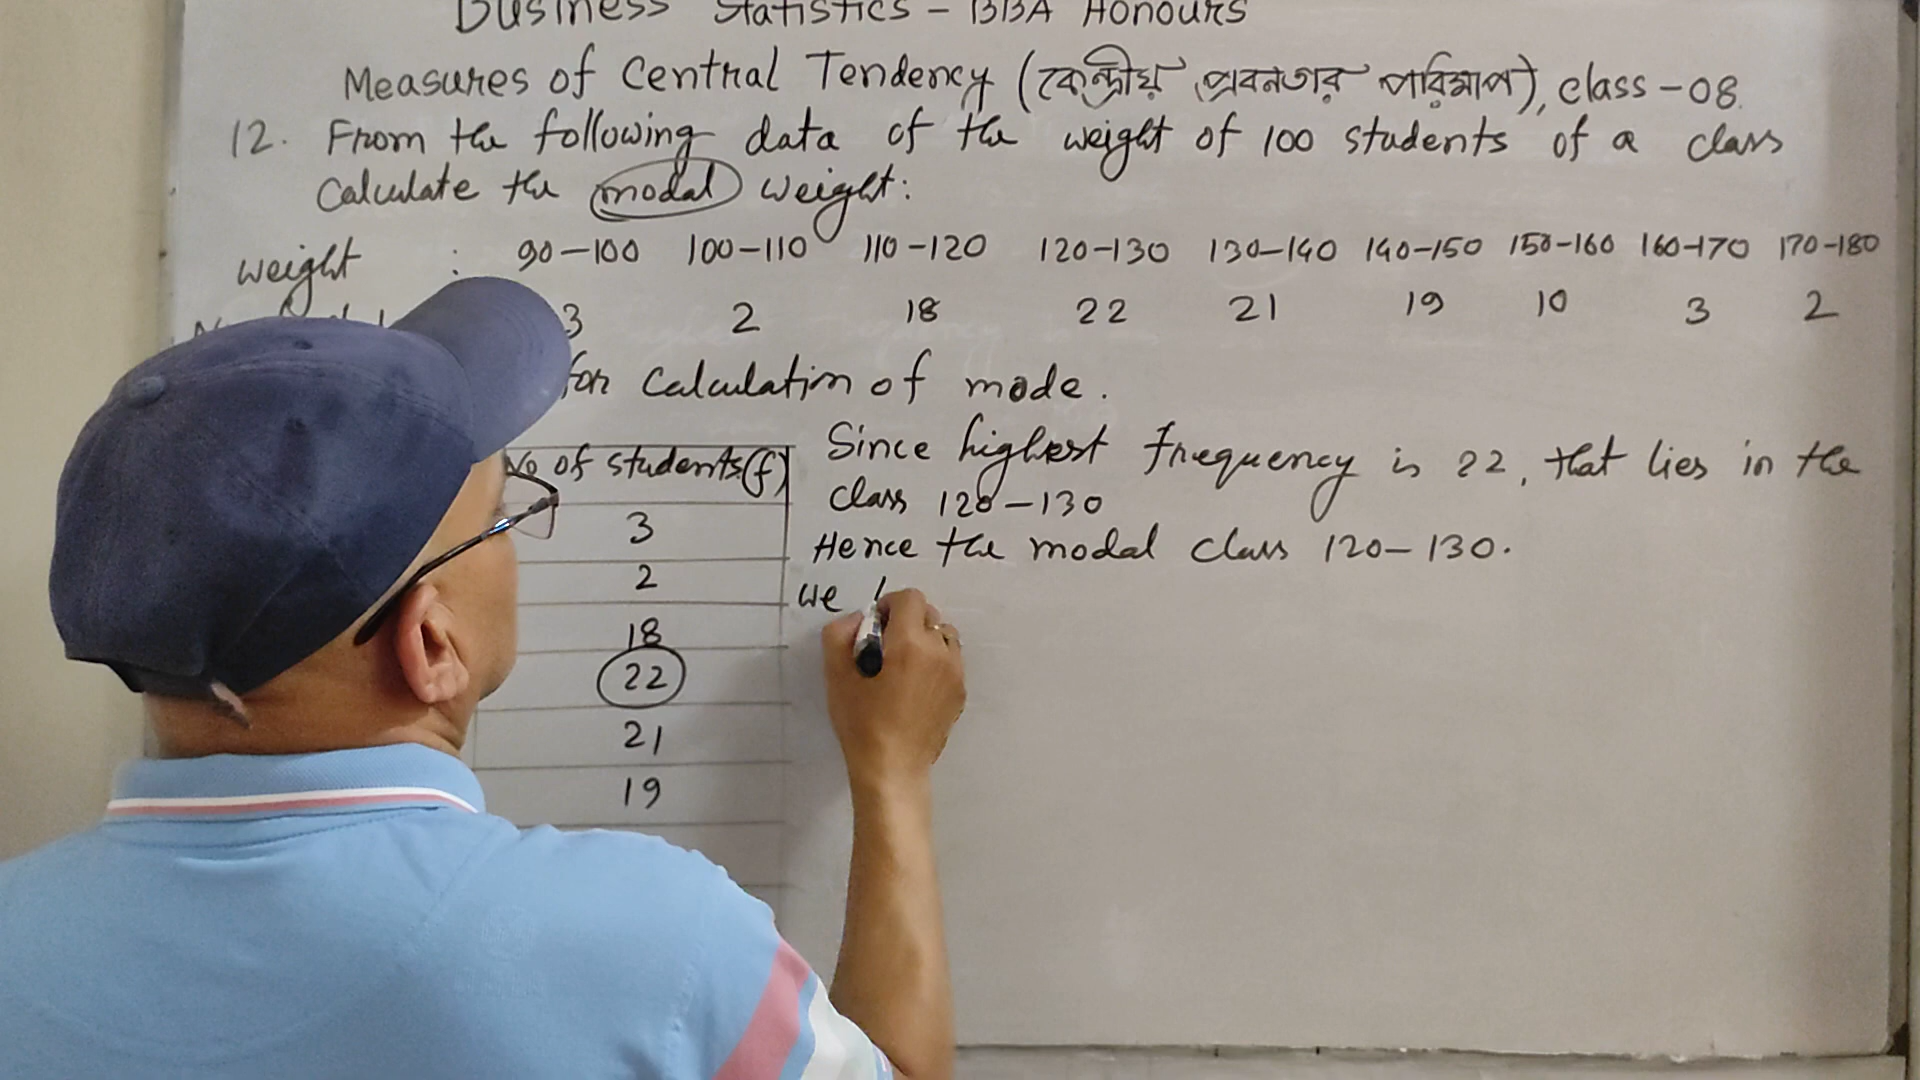 Business Statistics - BBA Honours
Measures of Central Tendency (কেন্দ্রীয় প্রবনতার পরিমাপ), class-08.
12. From the following data of the weight of 100 students of a class
Calculate the modal weight:
weight : 90-100 100-110 110-120 120-130 130-140 140-150 150-160 160-170 170-180
3 2 18 22 21 19 10 3 2
for Calculation of mode.
No of students(f)
3
2
18
22
21
19
Since highest frequency is 22, that lies in the
class 120-130
Hence the modal class 120-130.
we